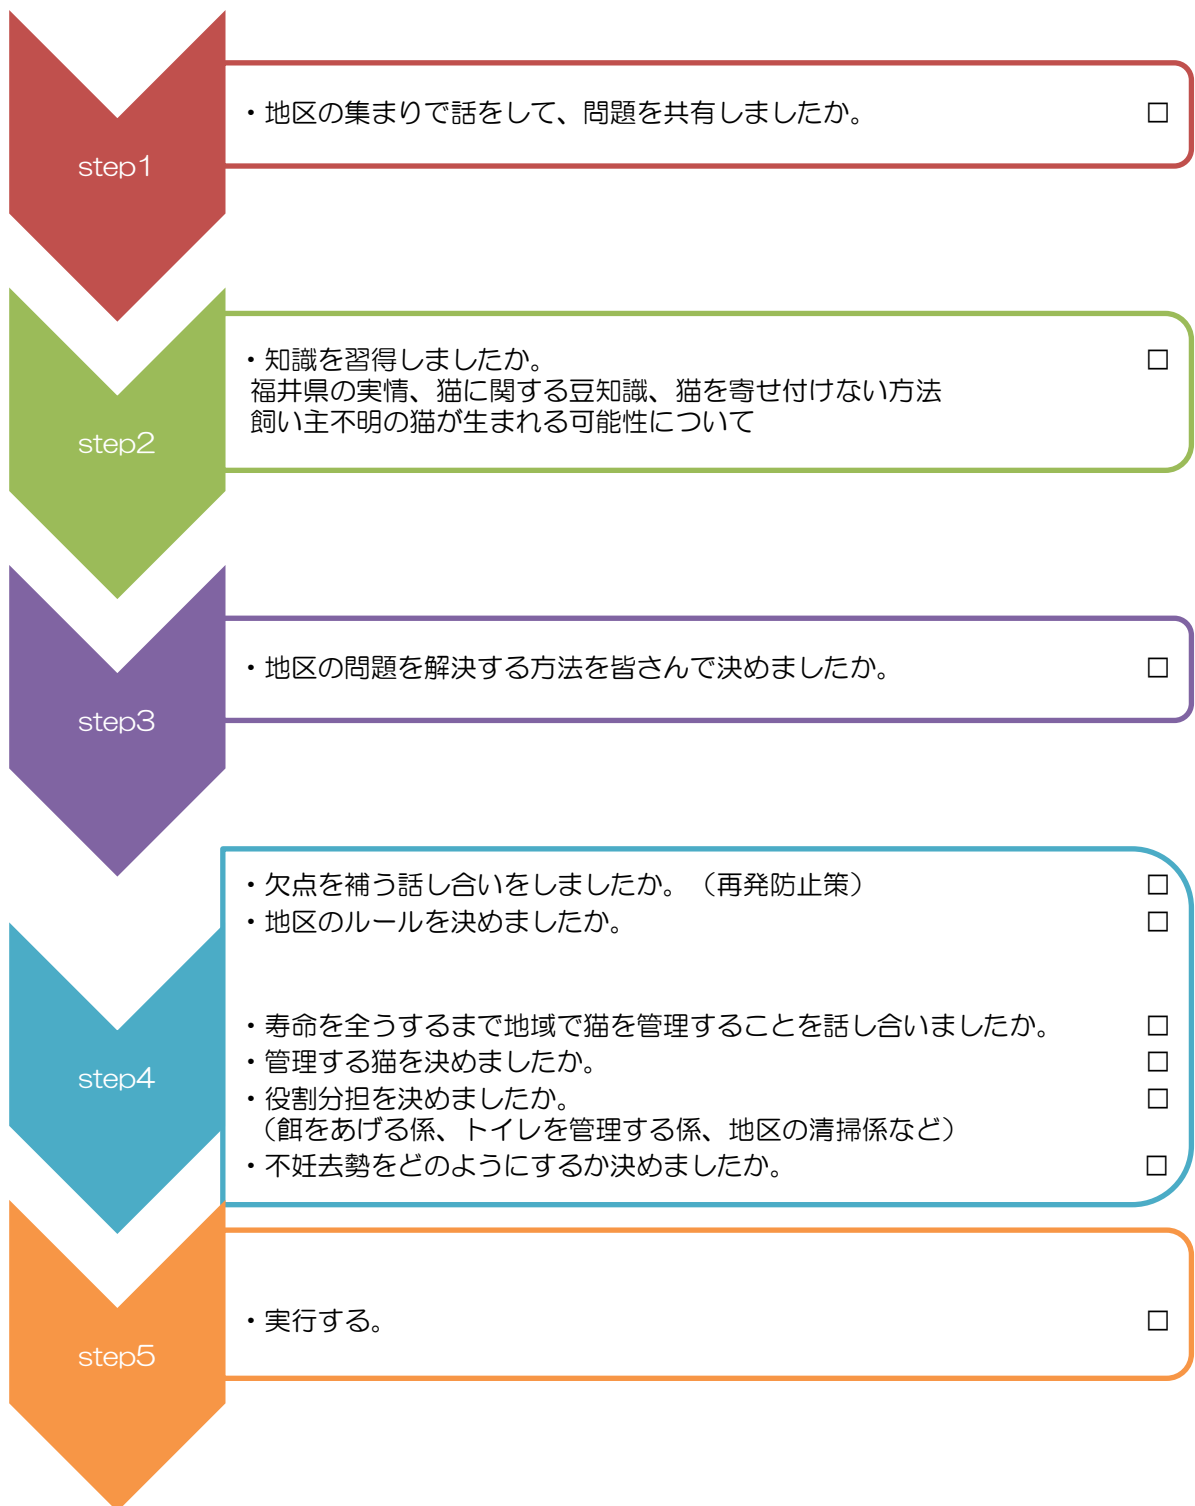 step1
・地区の集まりで話をして、問題を共有しましたか。 □
step2
・知識を習得しましたか。 □
福井県の実情、猫に関する豆知識、猫を寄せ付けない方法
飼い主不明の猫が生まれる可能性について
step3
・地区の問題を解決する方法を皆さんで決めましたか。 □
step4
・欠点を補う話し合いをしましたか。（再発防止策） □
・地区のルールを決めましたか。 □
・寿命を全うするまで地域で猫を管理することを話し合いましたか。 □
・管理する猫を決めましたか。 □
・役割分担を決めましたか。 □
（餌をあげる係、トイレを管理する係、地区の清掃係など）
・不妊去勢をどのようにするか決めましたか。 □
step5
・実行する。 □